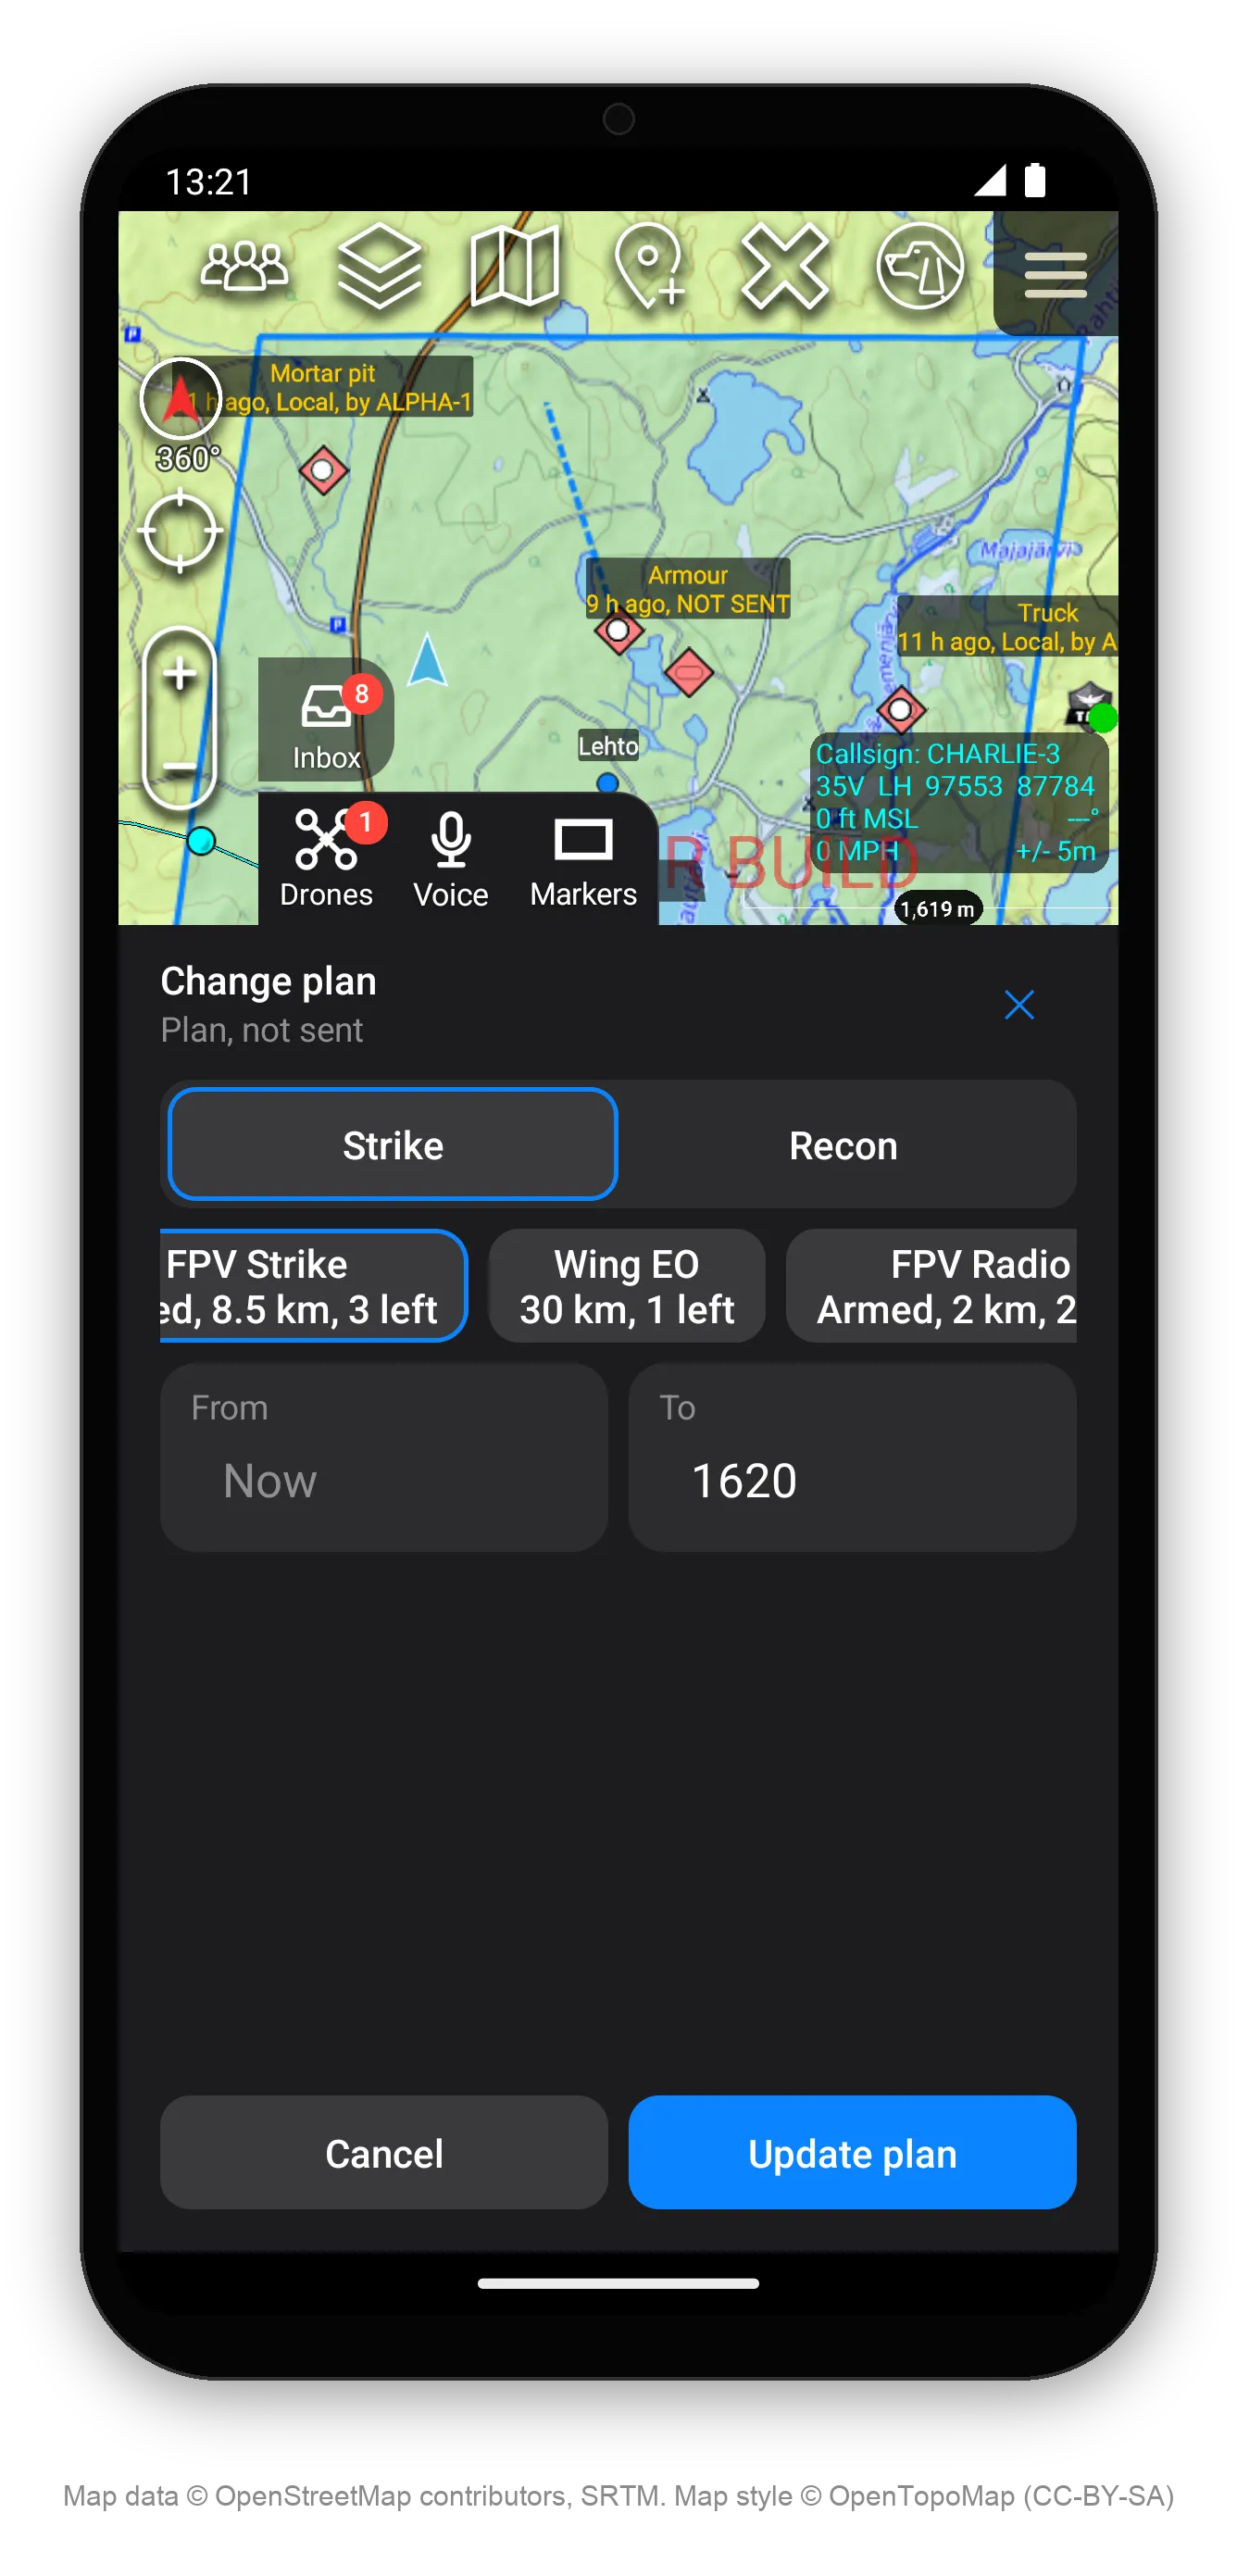 13:21
Mortar pit
1 h ago, Local, by ALPHA-1
360°
Majajärvi
Armour
9 h ago, NOT SENT
Truck
11 h ago, Local, by A
8
Inbox
Lehto
Callsign: CHARLIE-3
35V LH 97553 87784
0 ft MSL ---°
0 MPH +/- 5m
R BUILD
1
Drones
Voice
Markers
1,619 m
Change plan
Plan, not sent
Strike
Recon
FPV Strike
ed, 8.5 km, 3 left
Wing EO
30 km, 1 left
FPV Radio
Armed, 2 km, 2
From
Now
To
1620
Cancel
Update plan
Map data © OpenStreetMap contributors, SRTM. Map style © OpenTopoMap (CC-BY-SA)